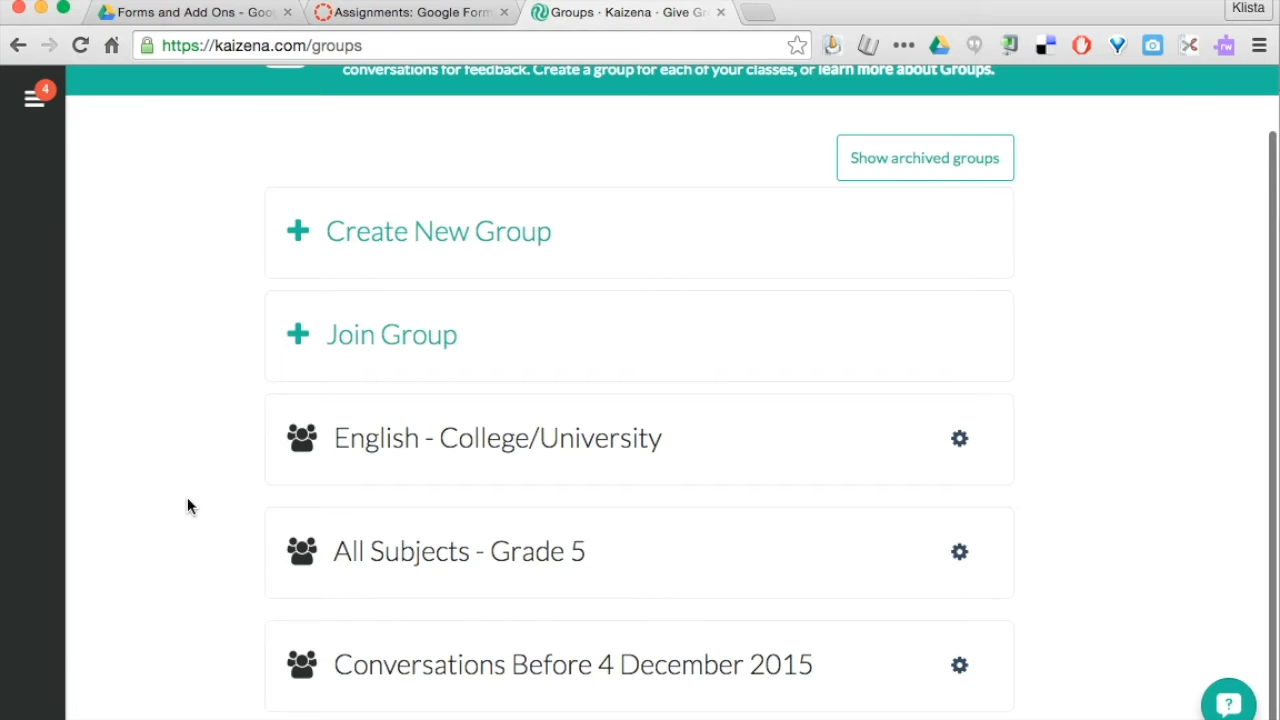 Forms and Add Ons - Goo
Assignments: Google Form
Groups · Kaizena · Give Gr
Klista
https://kaizena.com/groups
rw
4
conversations for feedback. Create a group for each of your classes, or learn more about Groups.
Show archived groups
Create New Group
Join Group
English - College/University
All Subjects - Grade 5
Conversations Before 4 December 2015
?